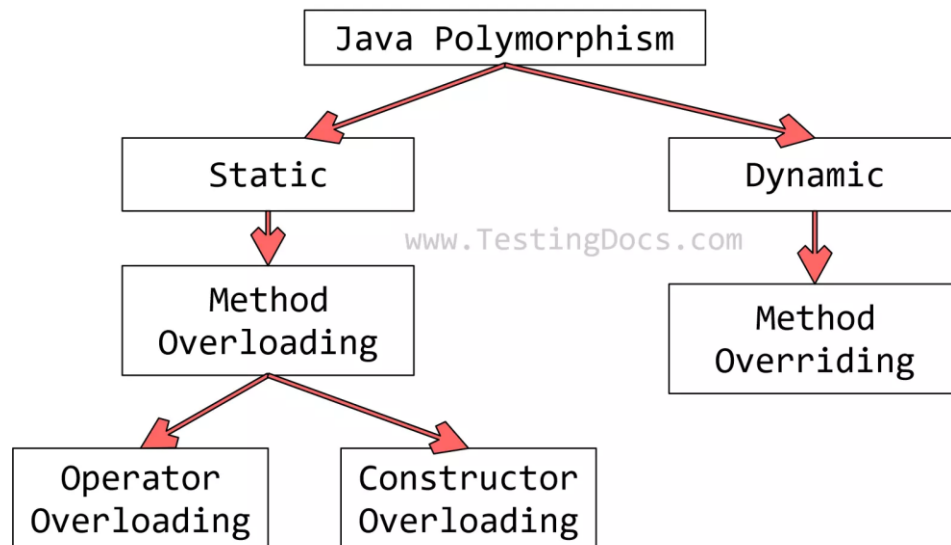 Java Polymorphism
Static
Dynamic
www.TestingDocs.com
Method
Overloading
Method
Overriding
Operator
Overloading
Constructor
Overloading